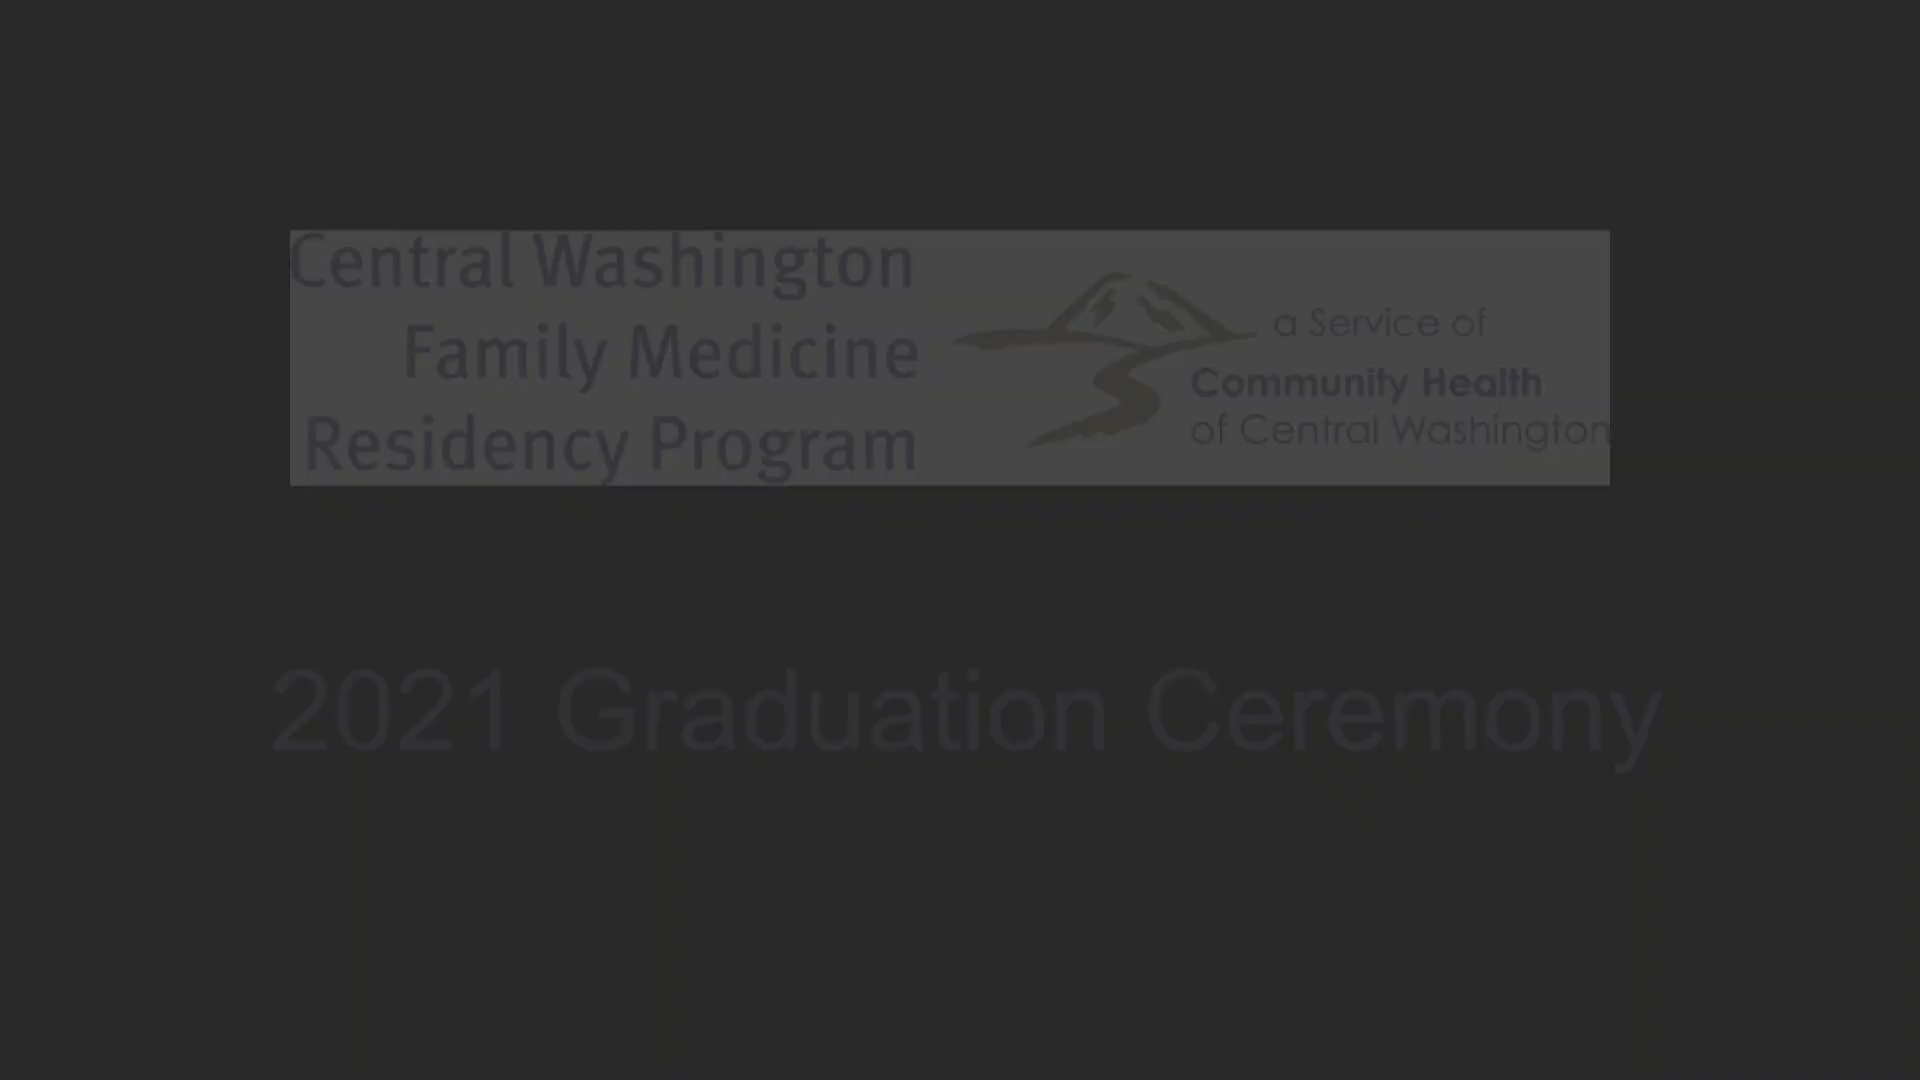 Central Washington
Family Medicine
Residency Program
a Service of
Community Health
of Central Washington
2021 Graduation Ceremony